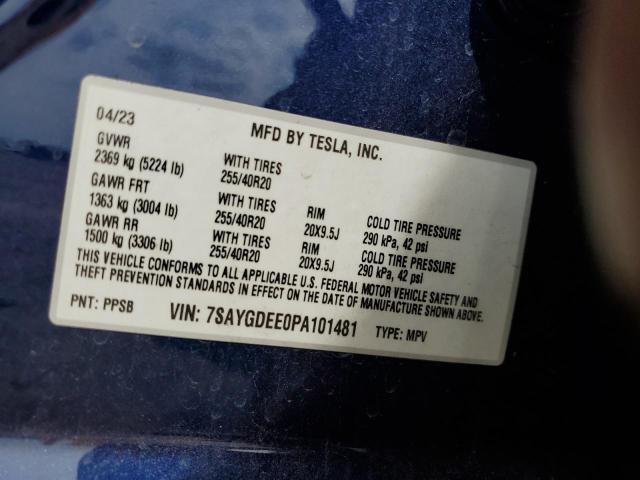 04/23
MFD BY TESLA, INC.
GVWR
2369 kg (5224 lb) WITH TIRES 255/40R20
GAWR FRT
1363 kg (3004 lb) WITH TIRES 255/40R20 RIM 20X9.5J COLD TIRE PRESSURE 290 kPa, 42 psi
GAWR RR
1500 kg (3306 lb) WITH TIRES 255/40R20 RIM 20X9.5J COLD TIRE PRESSURE 290 kPa, 42 psi
THIS VEHICLE CONFORMS TO ALL APPLICABLE U.S. FEDERAL MOTOR VEHICLE SAFETY AND
THEFT PREVENTION STANDARDS IN EFFECT ON THE DATE OF MANUFACTURE SHOWN ABOVE.
PNT: PPSB VIN: 7SAYGDEE0PA101481 TYPE: MPV